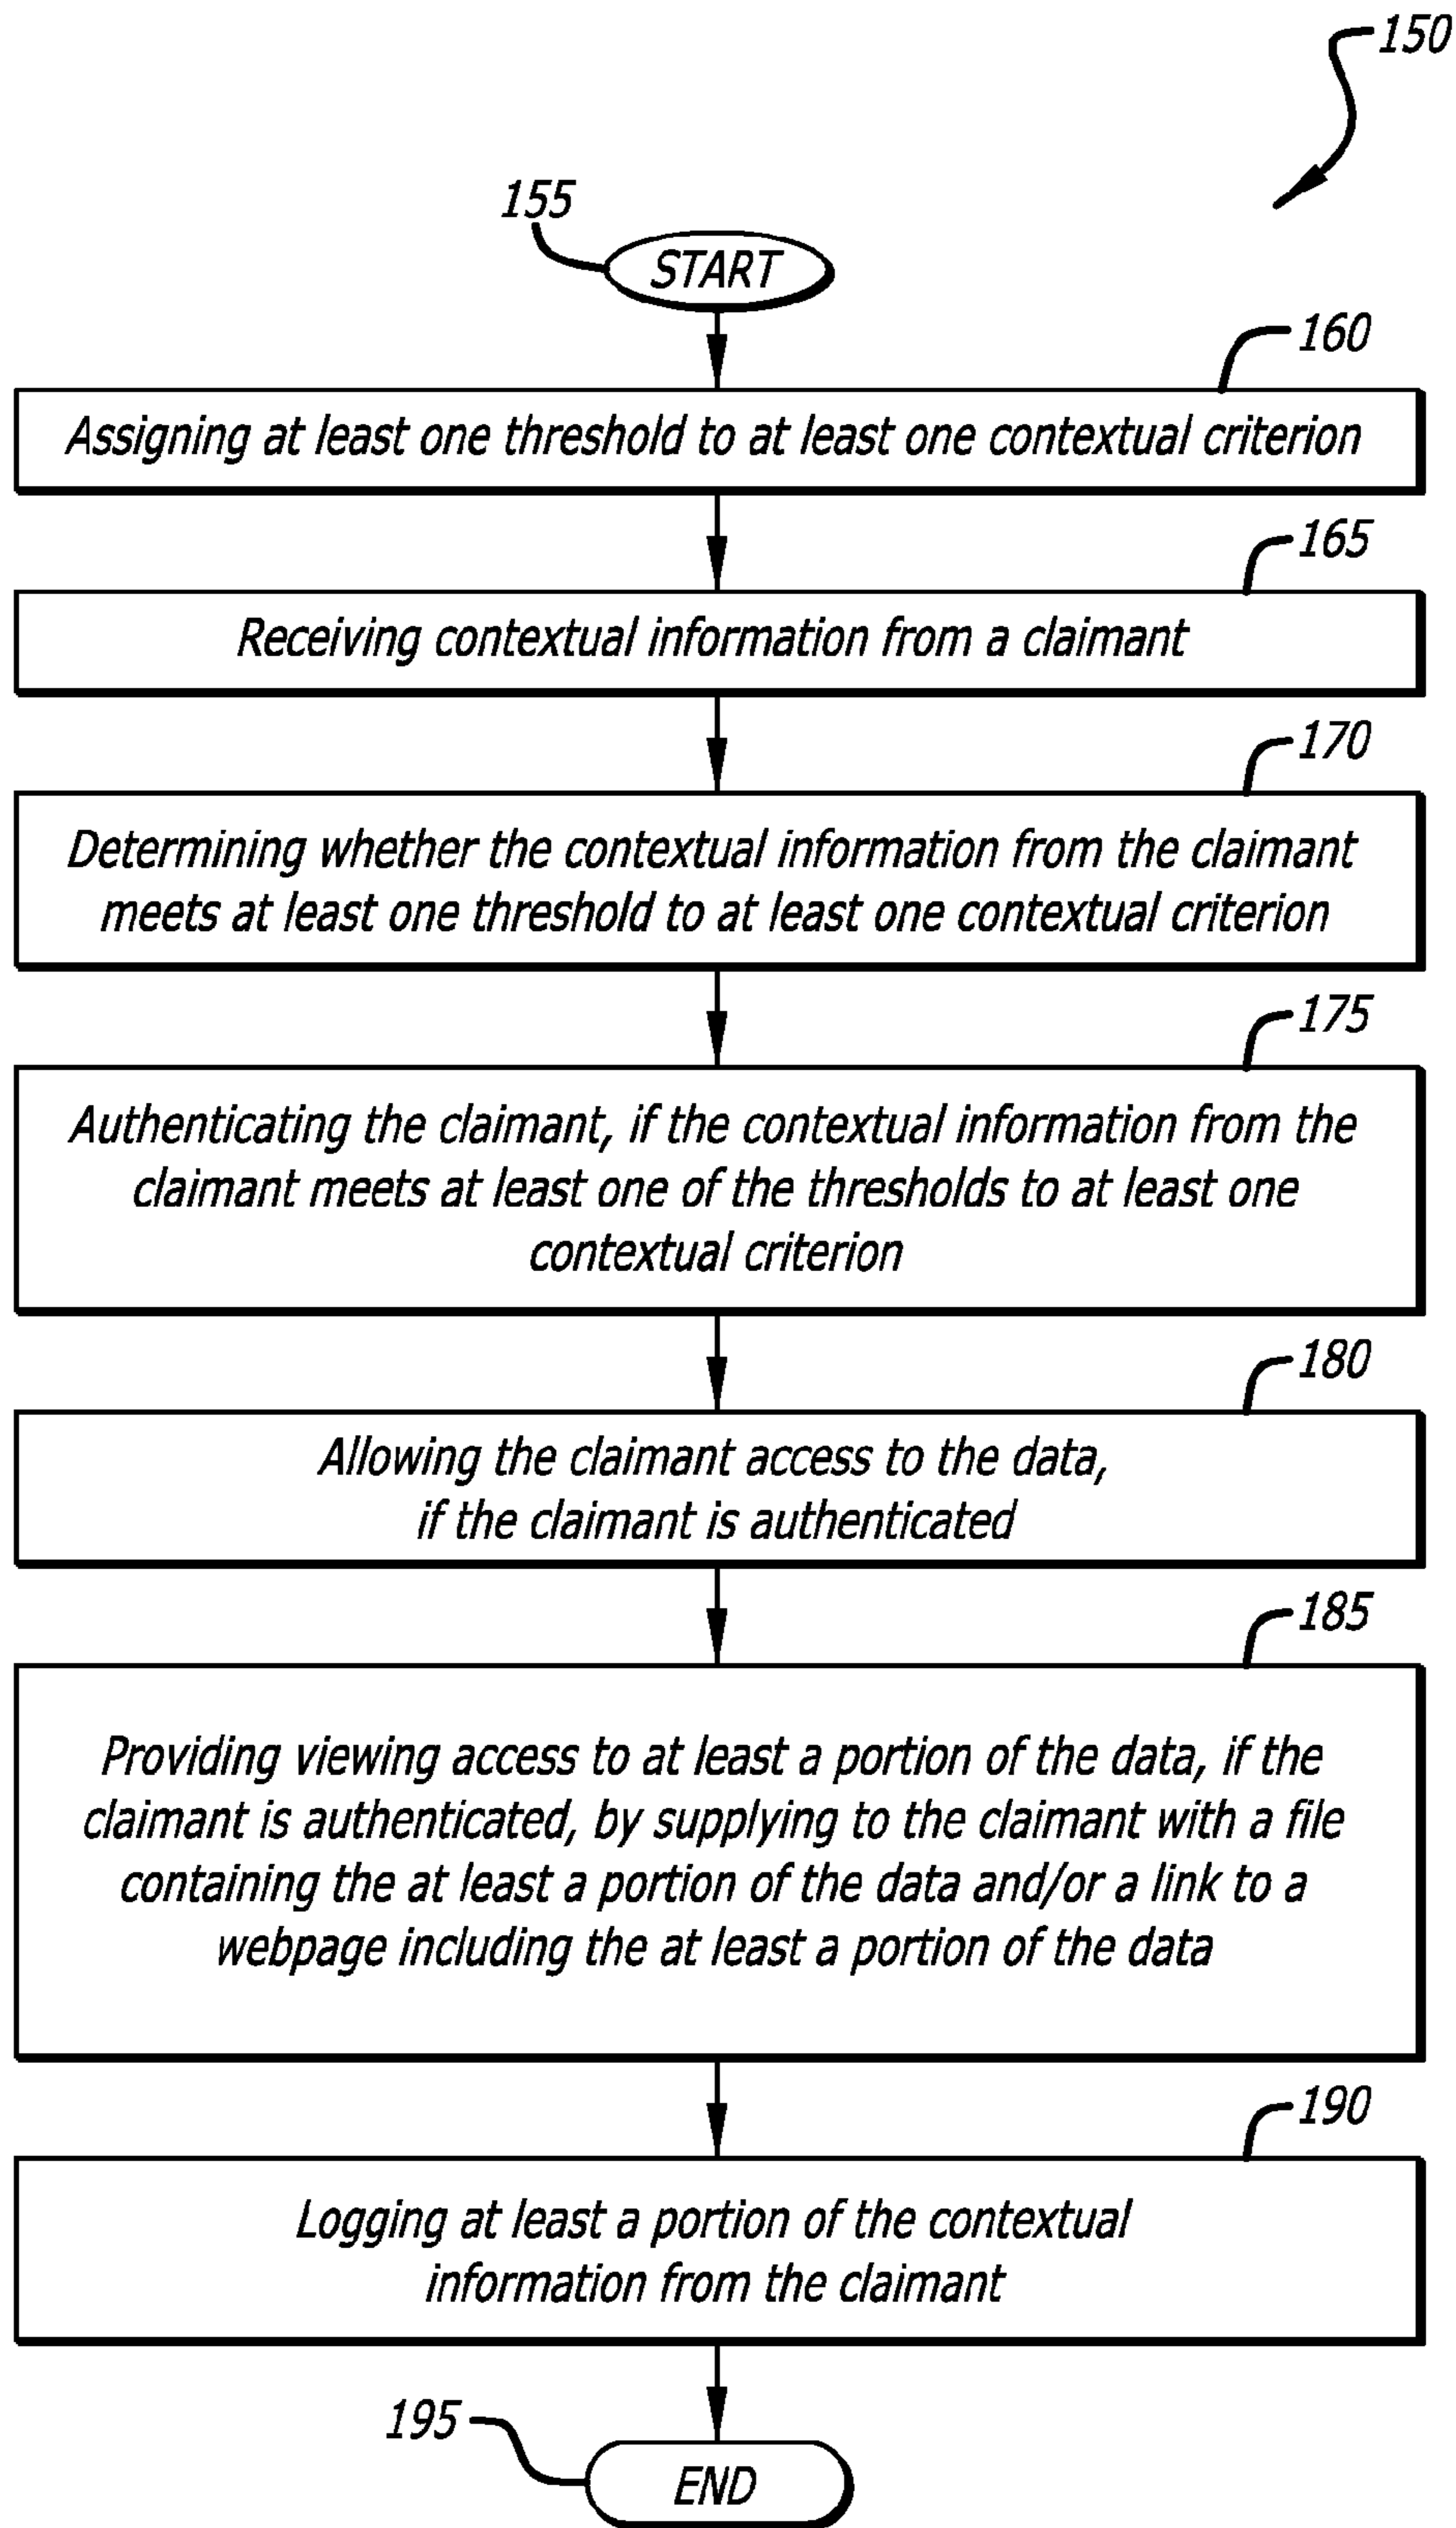 150
155
START
160
Assigning at least one threshold to at least one contextual criterion
165
Receiving contextual information from a claimant
170
Determining whether the contextual information from the claimant
meets at least one threshold to at least one contextual criterion
175
Authenticating the claimant, if the contextual information from the
claimant meets at least one of the thresholds to at least one
contextual criterion
180
Allowing the claimant access to the data,
if the claimant is authenticated
185
Providing viewing access to at least a portion of the data, if the
claimant is authenticated, by supplying to the claimant with a file
containing the at least a portion of the data and/or a link to a
webpage including the at least a portion of the data
190
Logging at least a portion of the contextual
information from the claimant
195
END